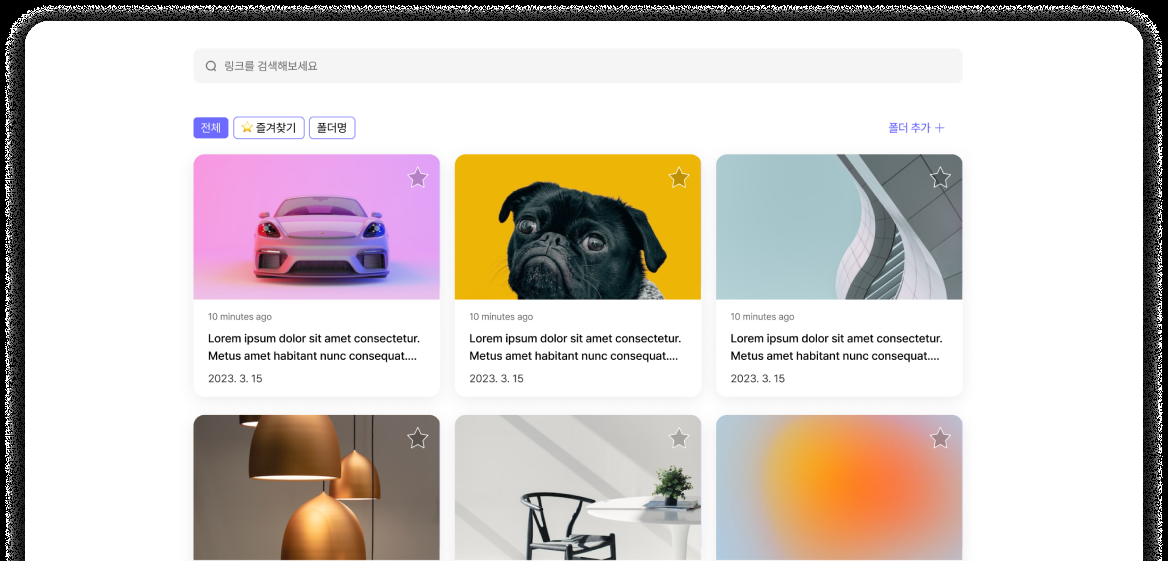 링크를 검색해보세요
전체
⭐ 즐겨찾기
폴더명
폴더 추가 +
10 minutes ago
Lorem ipsum dolor sit amet consectetur.
Metus amet habitant nunc consequat....
2023. 3. 15
10 minutes ago
Lorem ipsum dolor sit amet consectetur.
Metus amet habitant nunc consequat....
2023. 3. 15
10 minutes ago
Lorem ipsum dolor sit amet consectetur.
Metus amet habitant nunc consequat....
2023. 3. 15